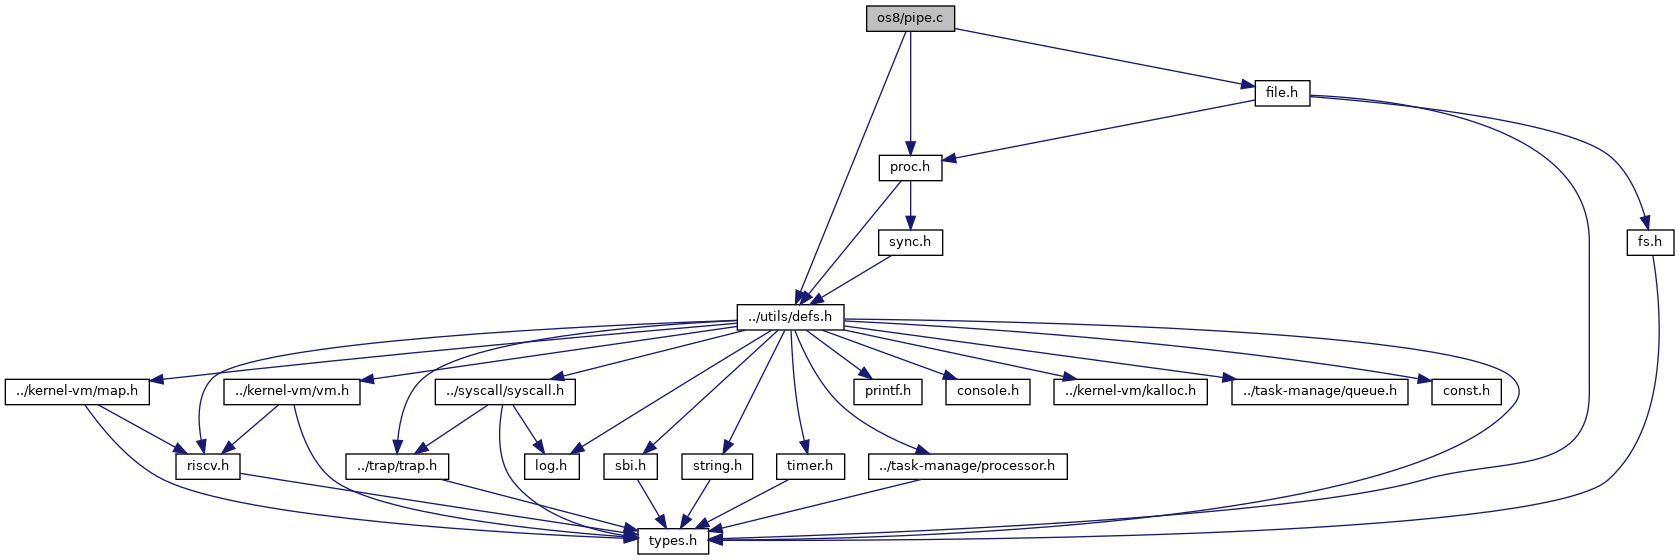 os8/pipe.c
file.h
proc.h
sync.h
fs.h
../utils/defs.h
../kernel-vm/map.h
../kernel-vm/vm.h
../syscall/syscall.h
printf.h
console.h
../kernel-vm/kalloc.h
../task-manage/queue.h
const.h
riscv.h
../trap/trap.h
log.h
sbi.h
string.h
timer.h
../task-manage/processor.h
types.h